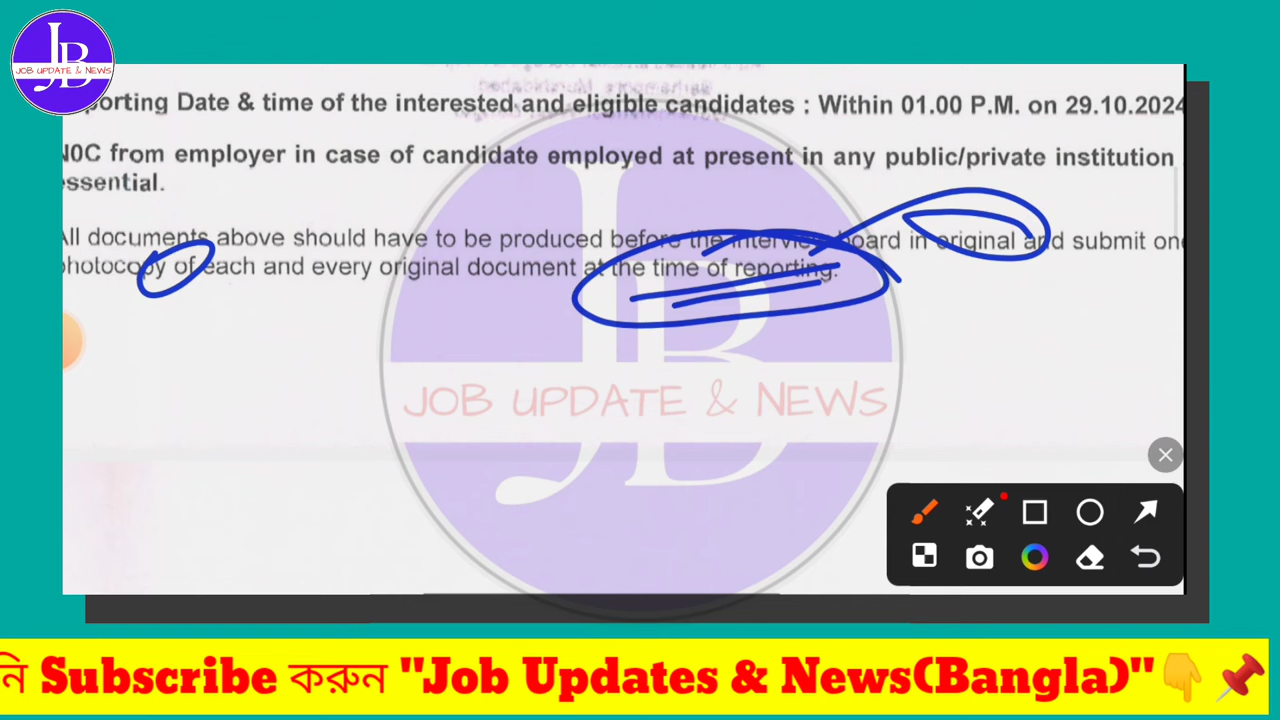 JB
JOB UPDATE & NEWS
porting Date & time of the interested and eligible candidates : Within 01.00 P.M. on 29.10.2024
N0C from employer in case of candidate employed at present in any public/private institution
essential.
All documents above should have to be produced before the interview board in original and submit one
photocopy of each and every original document at the time of reporting.
JB
JOB UPDATE & NEWS
নি Subscribe করুন "Job Updates & News(Bangla)"👇📌